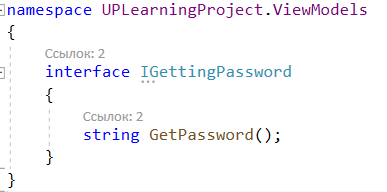 namespace UPLearningProject.ViewModels
{
Ссылок: 2
interface IGettingPassword
{
Ссылок: 2
string GetPassword();
}
}